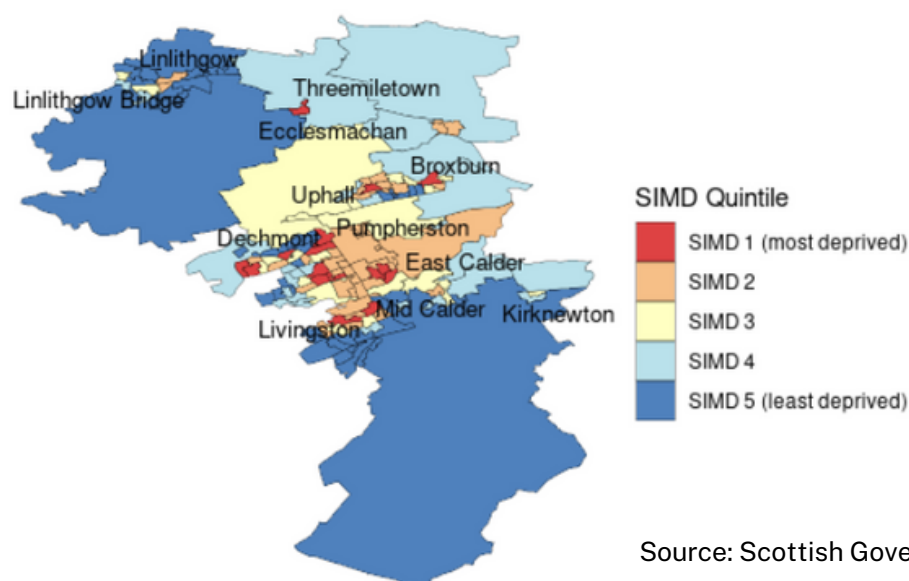 Linlithgow
Threemiletown
Linlithgow Bridge
Ecclesmachan
Broxburn
Uphall
Pumpherston
Dechmont
East Calder
Mid Calder
Kirknewton
Livingston
SIMD Quintile
SIMD 1 (most deprived)
SIMD 2
SIMD 3
SIMD 4
SIMD 5 (least deprived)
Source: Scottish Gove